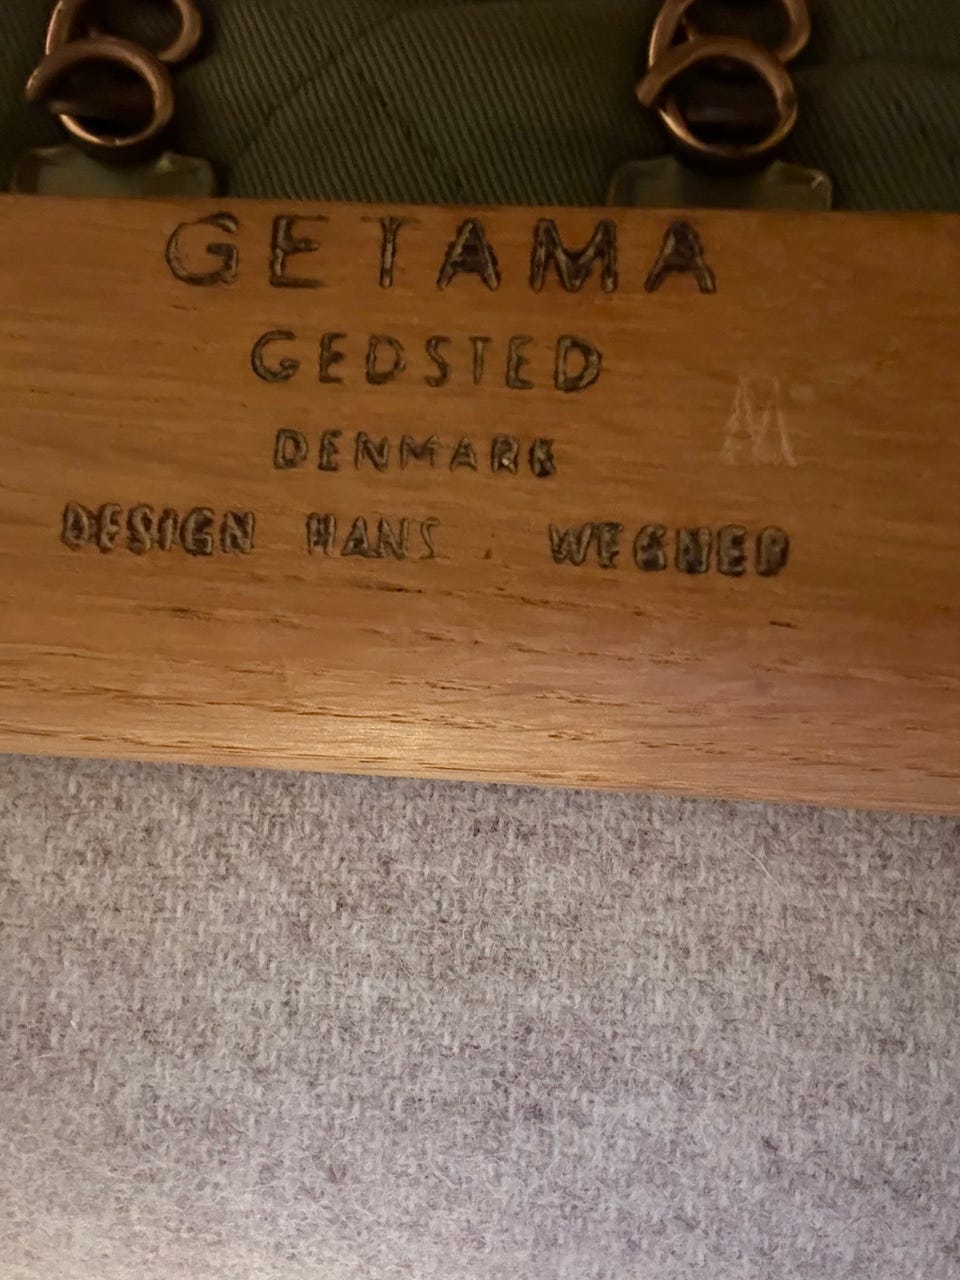 GETAMA
GEDSTED
DENMARK
DESIGN HANS . WEGNER
M